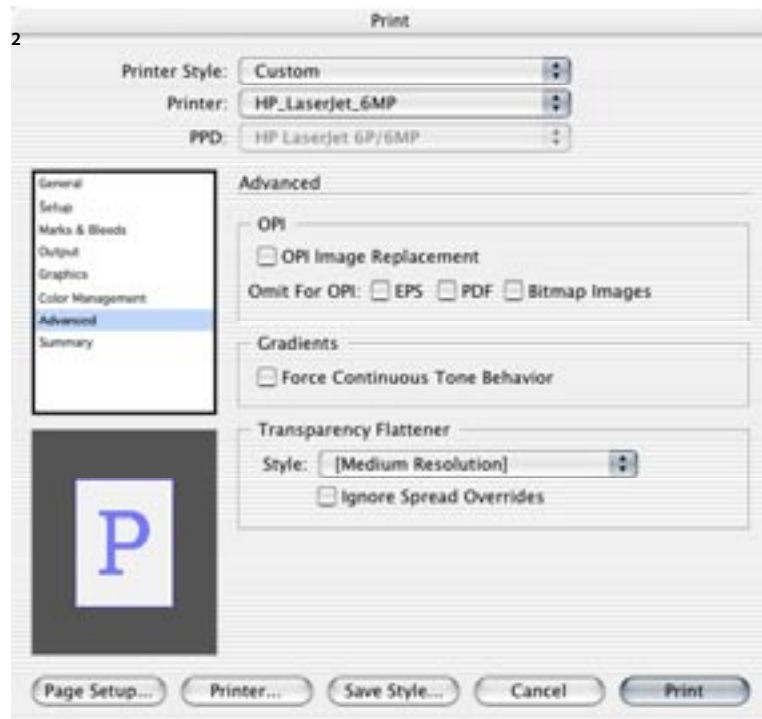 Print
2
Printer Style: Custom
Printer: HP_LaserJet_6MP
PPD: HP LaserJet 6P/6MP
General
Setup
Marks & Bleeds
Output
Graphics
Color Management
Advanced
Summary
Advanced
OPI
OPI Image Replacement
Omit For OPI: EPS PDF Bitmap Images
Gradients
Force Continuous Tone Behavior
Transparency Flattener
Style: [Medium Resolution]
Ignore Spread Overrides
P
Page Setup... Printer... Save Style... Cancel Print